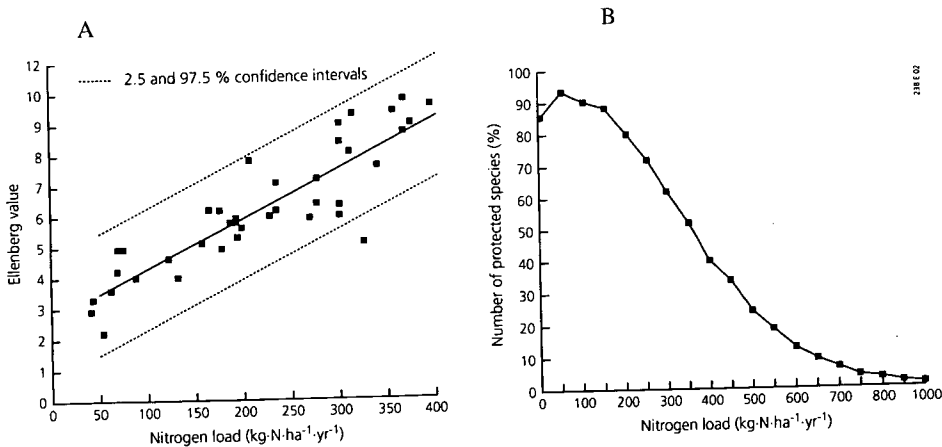 A
2.5 and 97.5 % confidence intervals
12
11
10
9
8
7
6
5
4
3
2
1
0
Ellenberg value
0 50 100 150 200 250 300 350 400
Nitrogen load (kg·N·ha⁻¹·yr⁻¹)
B
238 E 02
100
90
80
70
60
50
40
30
20
10
0
Number of protected species (%)
0 100 200 300 400 500 600 700 800 1000
Nitrogen load (kg·N·ha⁻¹·yr⁻¹)